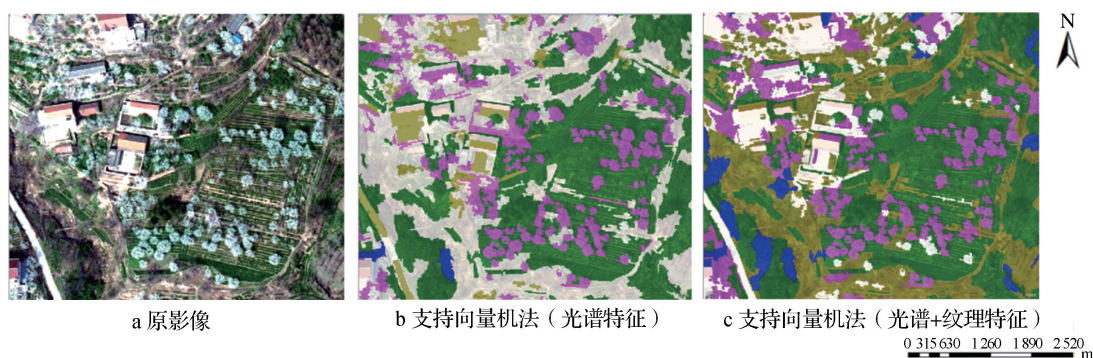 N
a 原影像
b 支持向量机法（光谱特征）
c 支持向量机法（光谱+纹理特征）
0 315 630 1 260 1 890 2 520
m